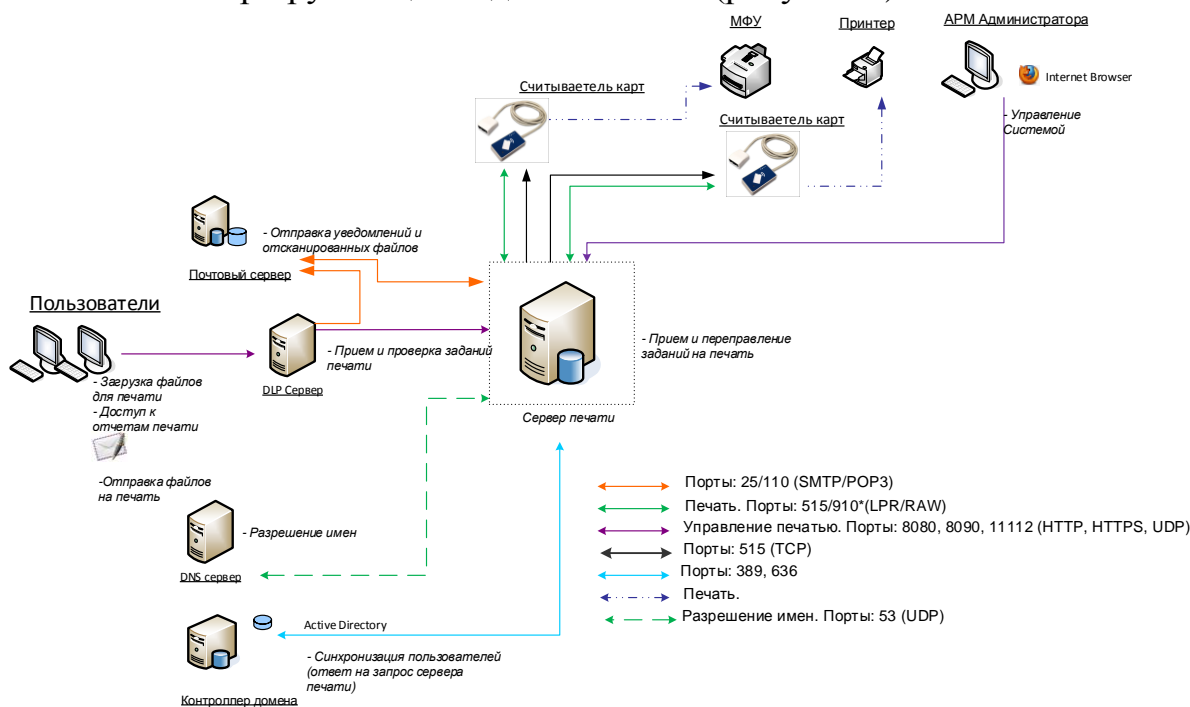 МФУ
Принтер
АРМ Администратора
Internet Browser
Считываетель карт
Считываетель карт
- Управление
Системой
- Отправка уведомлений и
отсканированных файлов
Почтовый сервер
Пользователи
- Прием и проверка заданий
печати
- Прием и переправление
заданий на печать
DLP Сервер
- Загрузка файлов
для печати
- Доступ к
отчетам печати
Сервер печати
-Отправка файлов
на печать
- Разрешение имен
DNS сервер
Порты: 25/110 (SMTP/POP3)
Печать. Порты: 515/910*(LPR/RAW)
Управление печатью. Порты: 8080, 8090, 11112 (HTTP, HTTPS, UDP)
Порты: 515 (TCP)
Порты: 389, 636
Печать.
Разрешение имен. Порты: 53 (UDP)
Active Directory
- Синхронизация пользователей
(ответ на запрос сервера
печати)
Контроллер домена